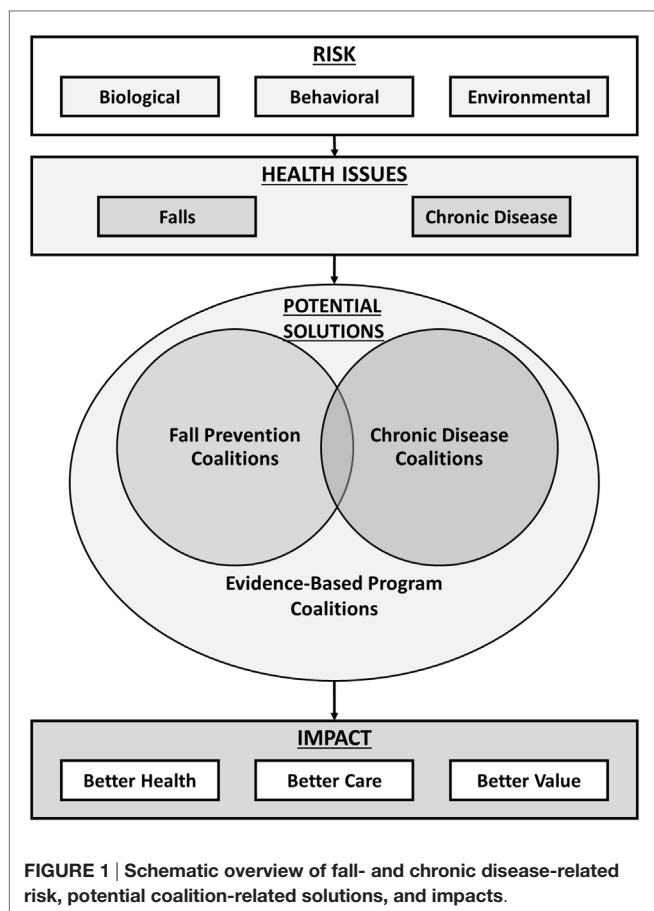 RISK
Biological Behavioral Environmental
HEALTH ISSUES
Falls Chronic Disease
POTENTIAL
SOLUTIONS
Fall Prevention
Coalitions
Chronic Disease
Coalitions
Evidence-Based Program
Coalitions
IMPACT
Better Health Better Care Better Value
FIGURE 1 | Schematic overview of fall- and chronic disease-related
risk, potential coalition-related solutions, and impacts.